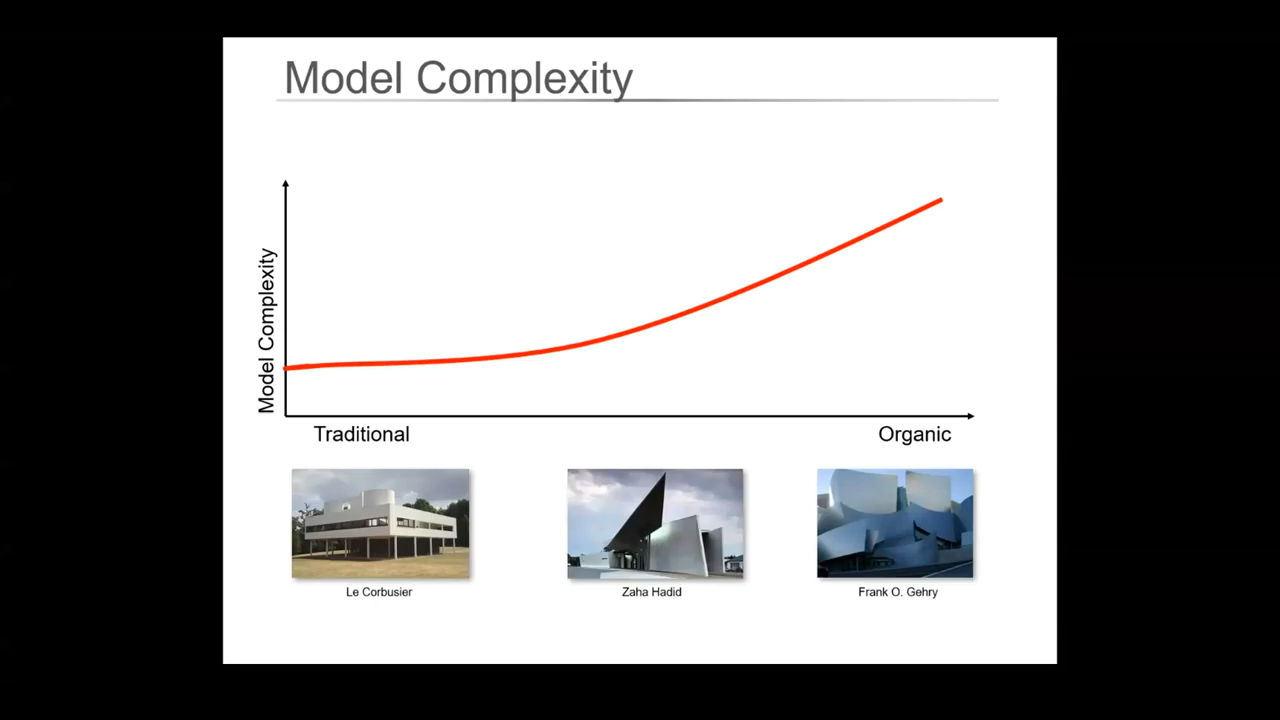 Model Complexity
Model Complexity
Traditional
Organic
Le Corbusier
Zaha Hadid
Frank O. Gehry